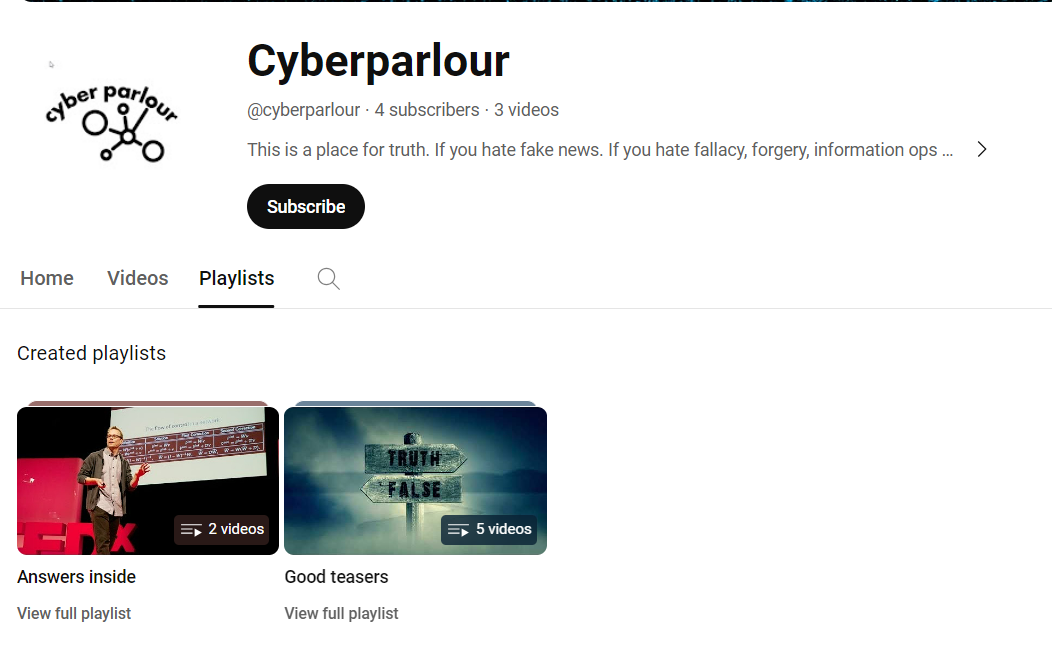 cyber parlour
Cyberparlour
@cyberparlour · 4 subscribers · 3 videos
This is a place for truth. If you hate fake news. If you hate fallacy, forgery, information ops ...
Subscribe
Home Videos Playlists
Created playlists
TRUTH
FALSE
EDx
2 videos
5 videos
Answers inside
Good teasers
View full playlist
View full playlist